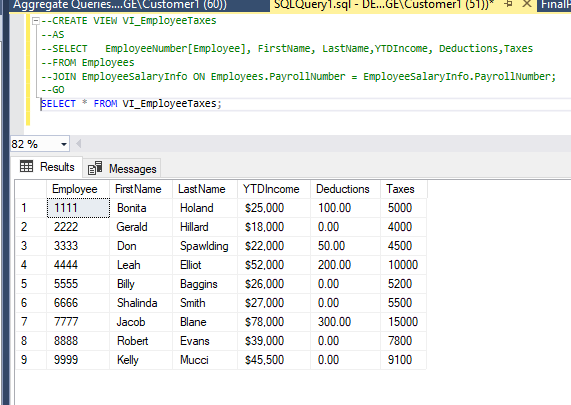 Aggregate Queries....GE\Customer1 (60)) SQLQuery1.sql - DE...GE\Customer1 (51))*
--CREATE VIEW VI_EmployeeTaxes
--AS
--SELECT EmployeeNumber[Employee], FirstName, LastName,YTDIncome, Deductions,Taxes
--FROM Employees
--JOIN EmployeeSalaryInfo ON Employees.PayrollNumber = EmployeeSalaryInfo.PayrollNumber;
--GO
SELECT * FROM VI_EmployeeTaxes;
82 %
Results Messages
Employee FirstName LastName YTDIncome Deductions Taxes
1 1111 Bonita Holand $25,000 100.00 5000
2 2222 Gerald Hillard $18,000 0.00 4000
3 3333 Don Spawlding $22,000 50.00 4500
4 4444 Leah Elliot $52,000 200.00 10000
5 5555 Billy Baggins $26,000 0.00 5200
6 6666 Shalinda Smith $27,000 0.00 5500
7 7777 Jacob Blane $78,000 300.00 15000
8 8888 Robert Evans $39,000 0.00 7800
9 9999 Kelly Mucci $45,500 0.00 9100